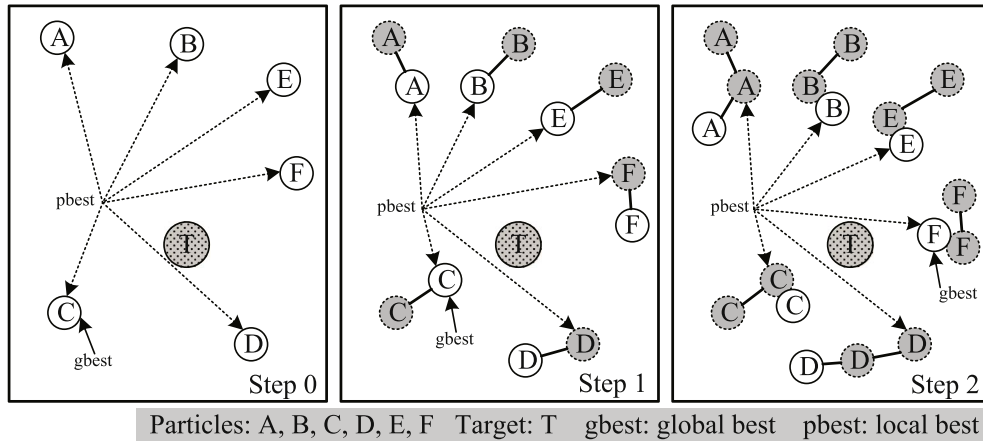 A
B
E
F
pbest
T
C
D
gbest
Step 0
A
B
E
A
B
E
F
pbest
F
T
C
C
gbest
D
D
Step 1
A
B
A
B
E
A
B
E
E
F
pbest
F
F
T
gbest
C
C
C
D
D
D
Step 2
Particles: A, B, C, D, E, F Target: T gbest: global best pbest: local best